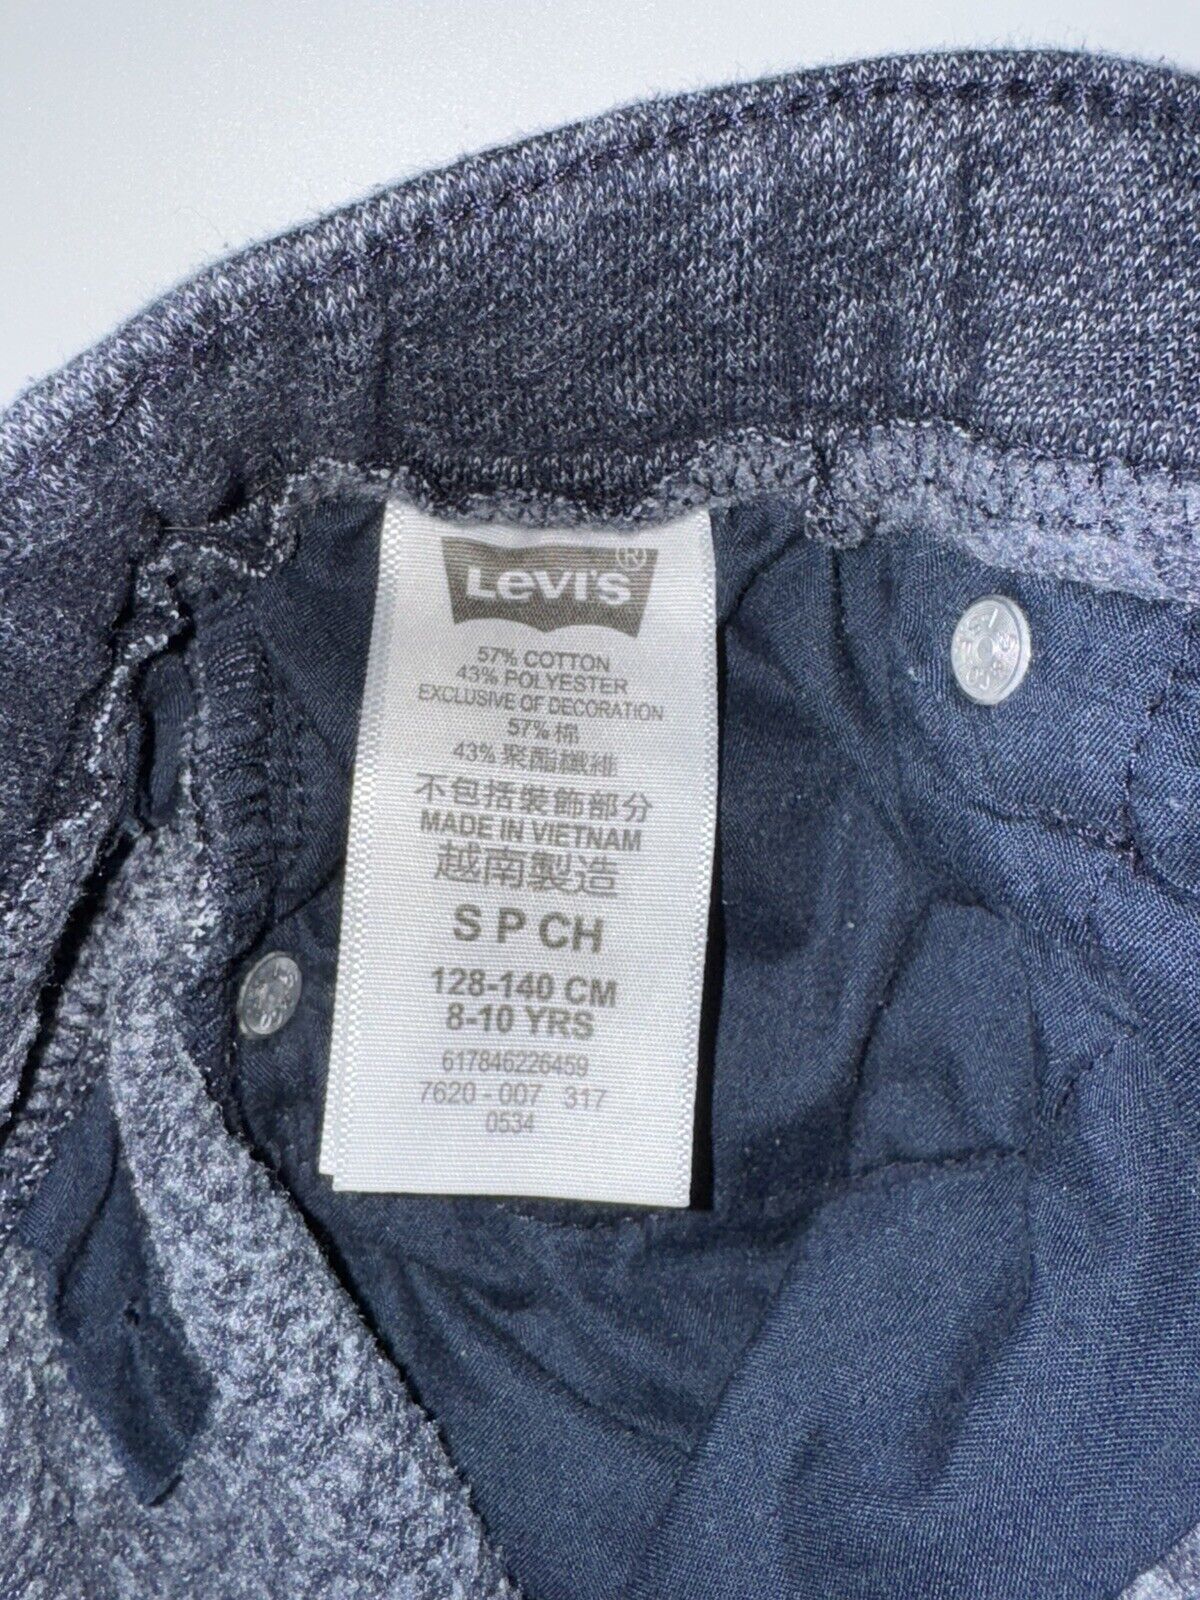 LEVI'S®
57% COTTON
43% POLYESTER
EXCLUSIVE OF DECORATION
57% 棉
43% 聚酯纖維
不包括裝飾部分
MADE IN VIETNAM
越南製造
S P CH
128-140 CM
8-10 YRS
617846226459
7620 - 007 317
0534